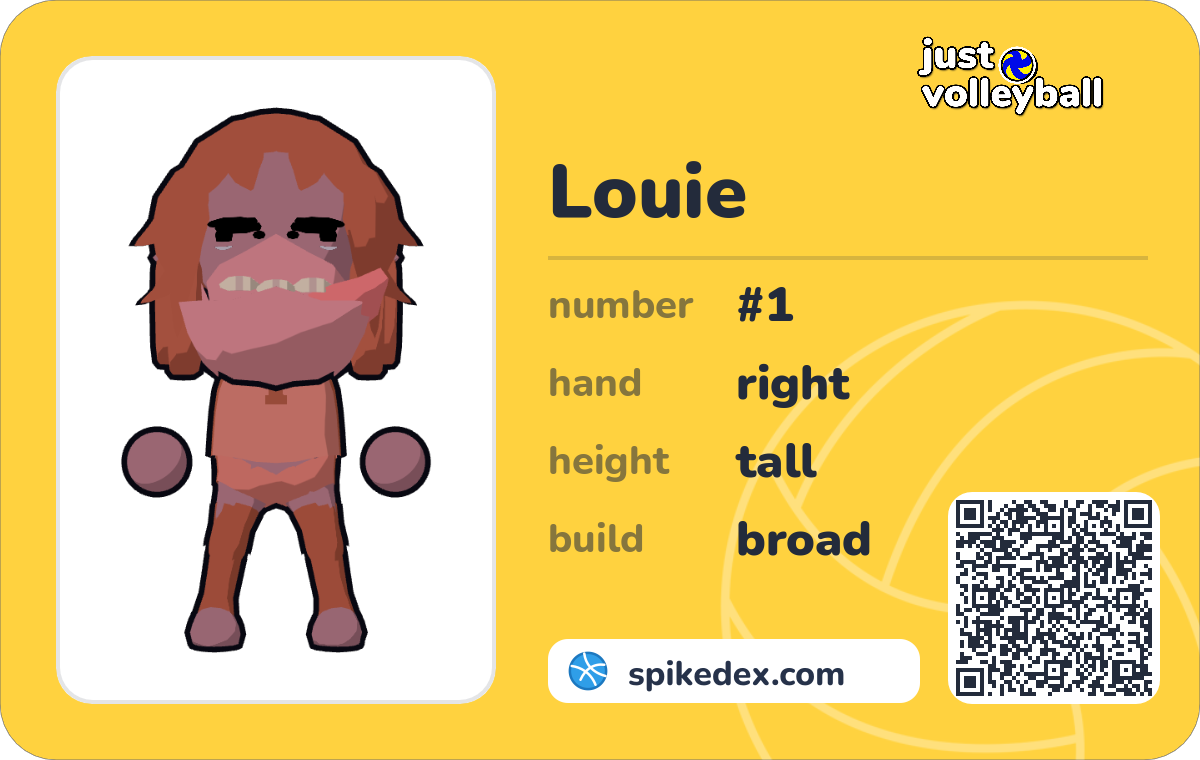 just
volleyball
Louie
number #1
hand right
height tall
build broad
spikedex.com